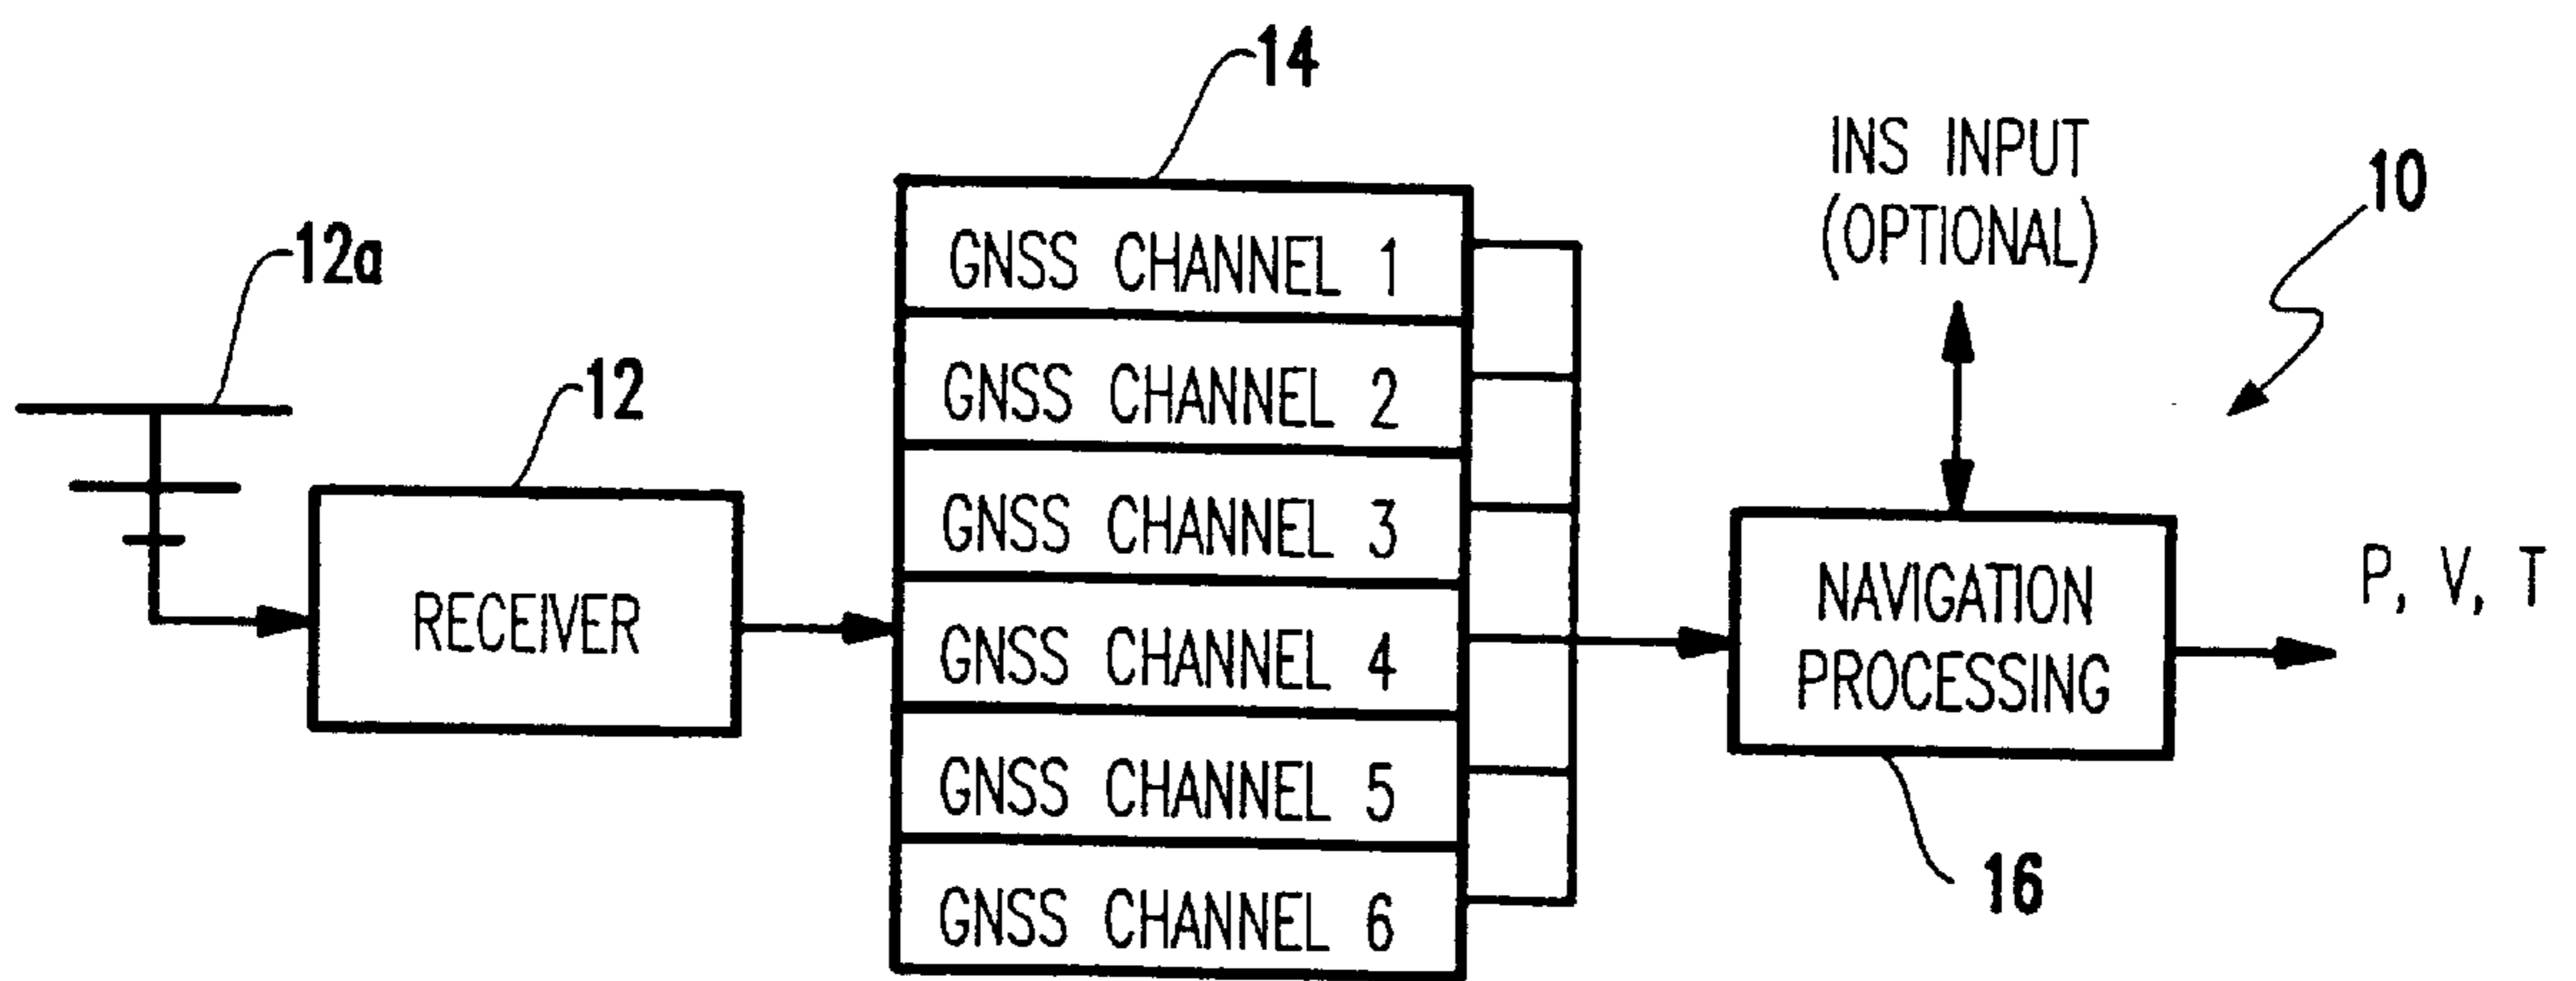 14
INS INPUT
(OPTIONAL)
10
12a
12
GNSS CHANNEL 1
GNSS CHANNEL 2
GNSS CHANNEL 3
GNSS CHANNEL 4
GNSS CHANNEL 5
GNSS CHANNEL 6
RECEIVER
NAVIGATION
PROCESSING
P, V, T
16